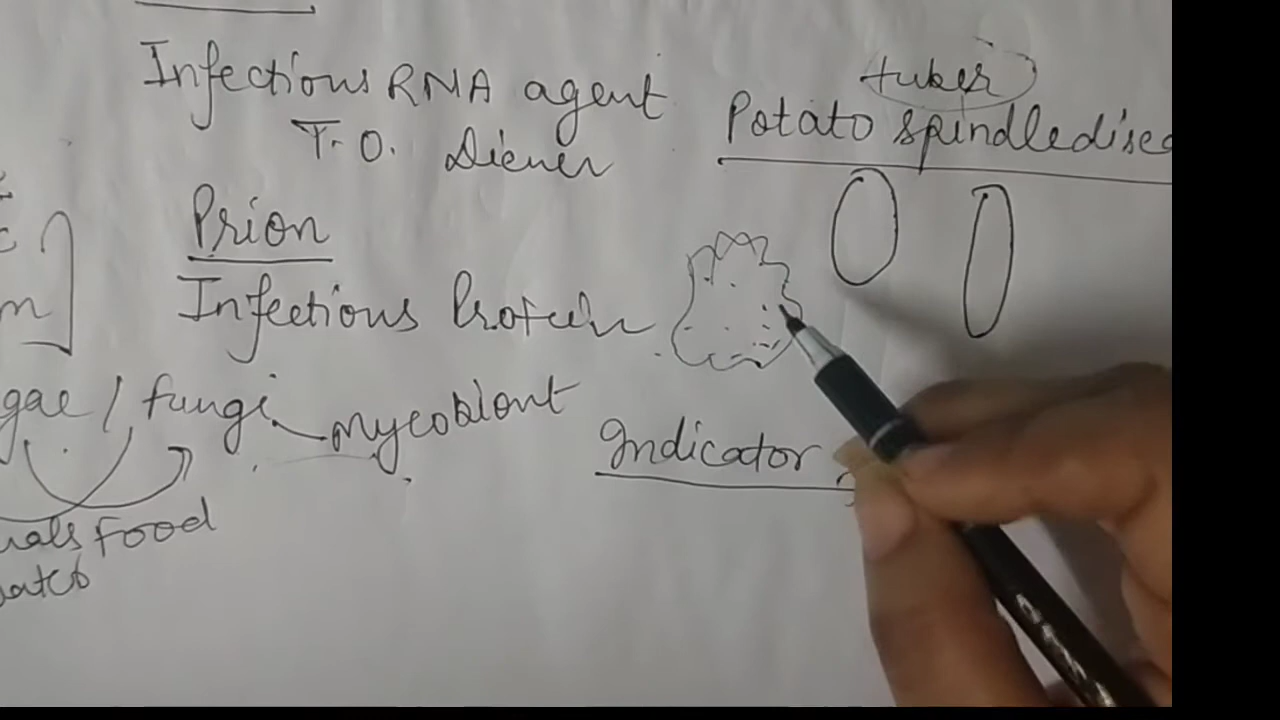 Infectious RNA agent
T. O. Diener
tuber
Potato spindle disea
Prion
Infectious Protein
gae / fungi - mycobiont
Food
Indicator